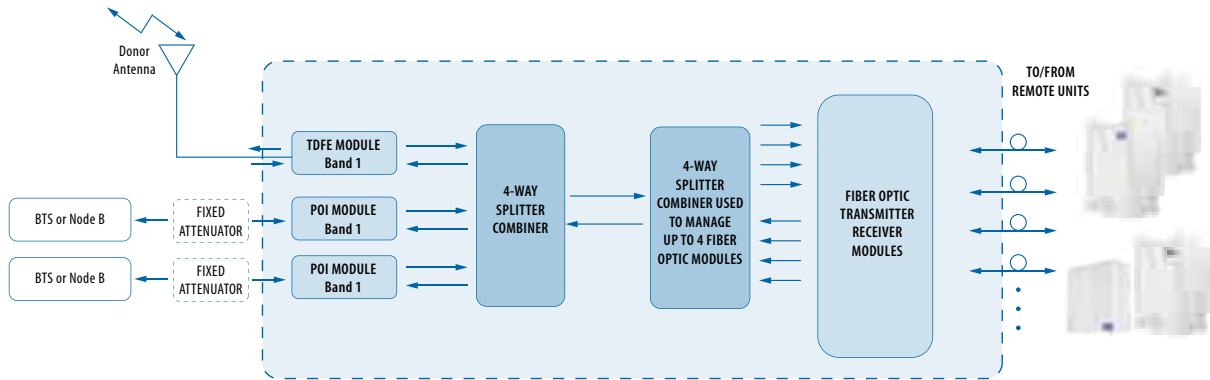 Donor
Antenna
TO/FROM
REMOTE UNITS
TDFE MODULE
Band 1
4-WAY
SPLITTER
COMBINER
4-WAY
SPLITTER
COMBINER USED
TO MANAGE
UP TO 4 FIBER
OPTIC MODULES
FIBER OPTIC
TRANSMITTER
RECEIVER
MODULES
BTS or Node B
FIXED
ATTENUATOR
POI MODULE
Band 1
BTS or Node B
FIXED
ATTENUATOR
POI MODULE
Band 1